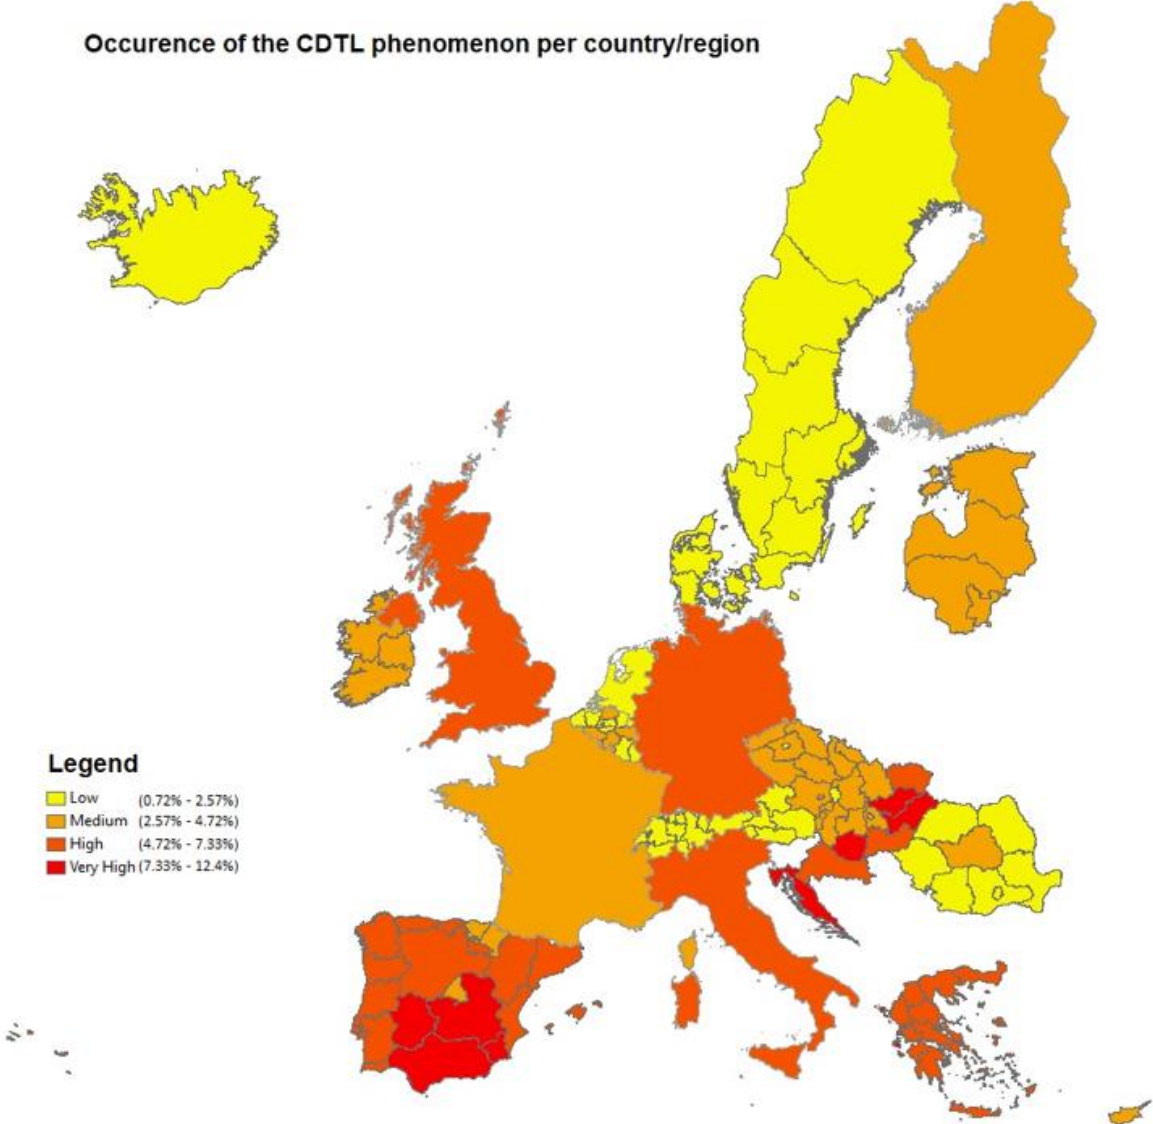 Occurence of the CDTL phenomenon per country/region
Legend
Low (0.72% - 2.57%)
Medium (2.57% - 4.72%)
High (4.72% - 7.33%)
Very High (7.33% - 12.4%)